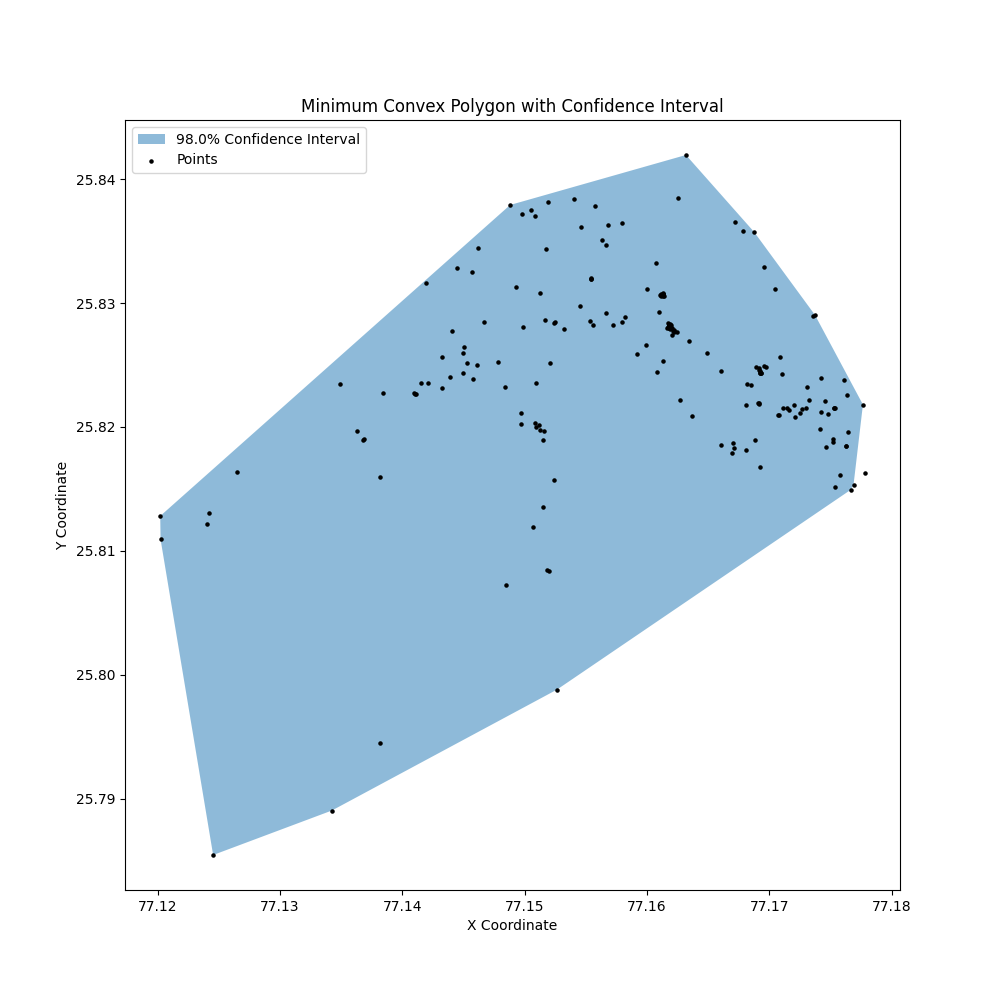 Minimum Convex Polygon with Confidence Interval
98.0% Confidence Interval
Points
25.84
25.83
25.82
25.81
25.80
25.79
Y Coordinate
77.12 77.13 77.14 77.15 77.16 77.17 77.18
X Coordinate